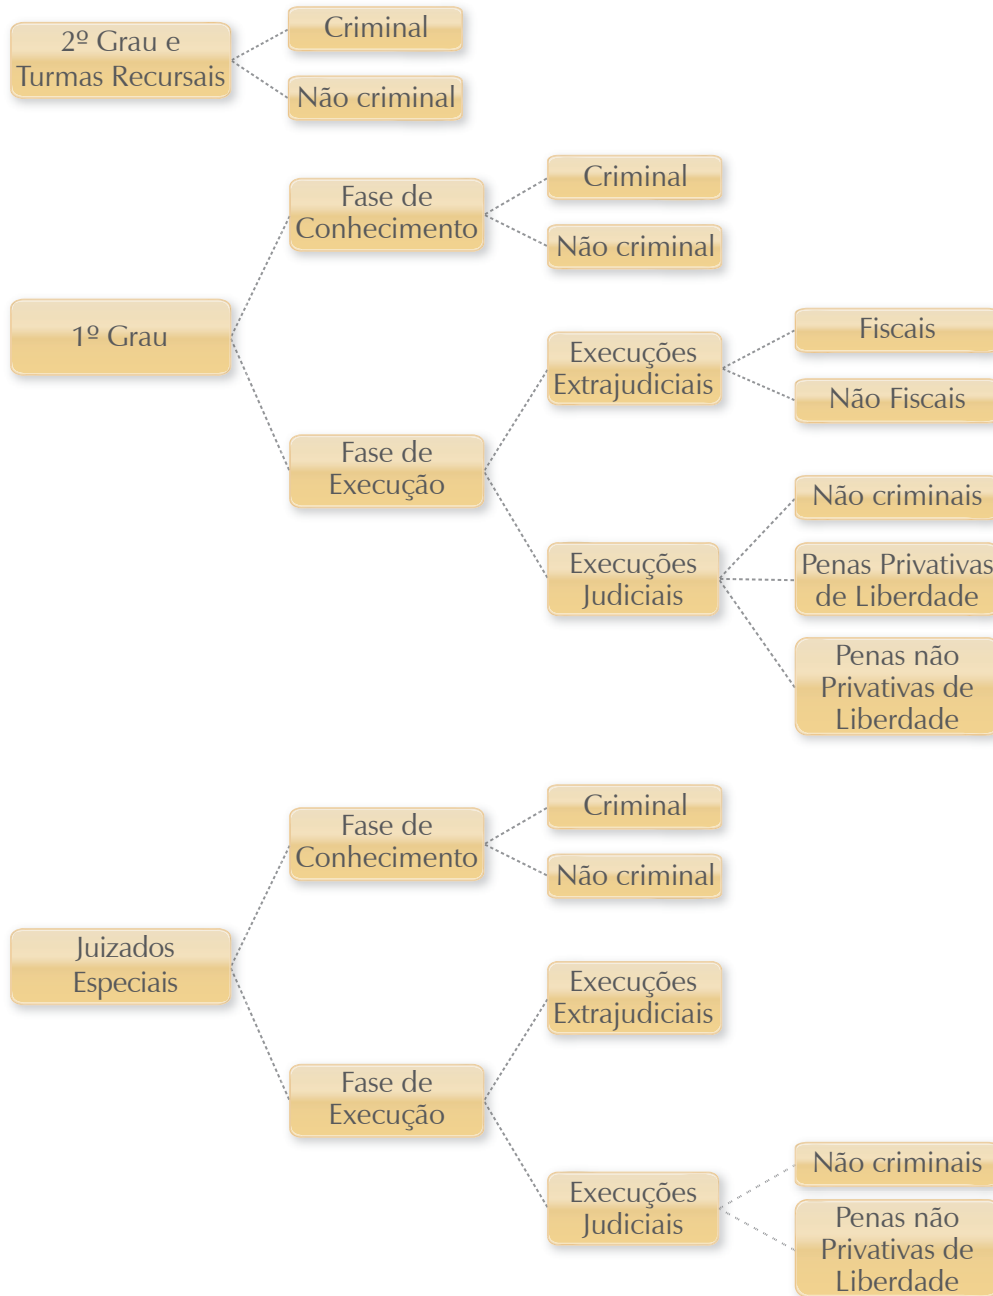 2º Grau e
Turmas Recursais
Criminal
Não criminal
1º Grau
Fase de
Conhecimento
Criminal
Não criminal
Fase de
Execução
Execuções
Extrajudiciais
Fiscais
Não Fiscais
Execuções
Judiciais
Não criminais
Penas Privativas
de Liberdade
Penas não
Privativas de
Liberdade
Juizados
Especiais
Fase de
Conhecimento
Criminal
Não criminal
Fase de
Execução
Execuções
Extrajudiciais
Execuções
Judiciais
Não criminais
Penas não
Privativas de
Liberdade